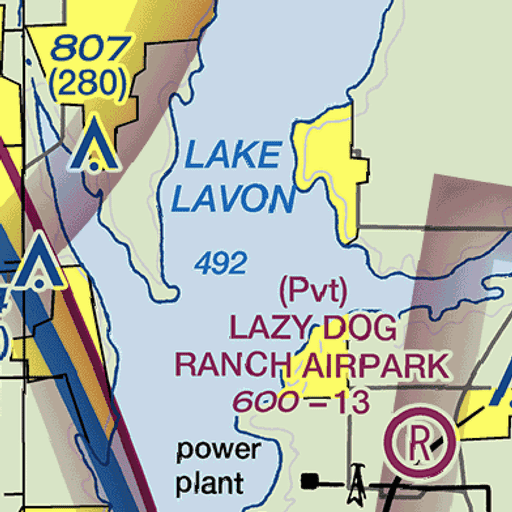 807
(280)
LAKE
LAVON
492
(Pvt)
LAZY DOG
RANCH AIRPARK
600 - 13
R
power
plant